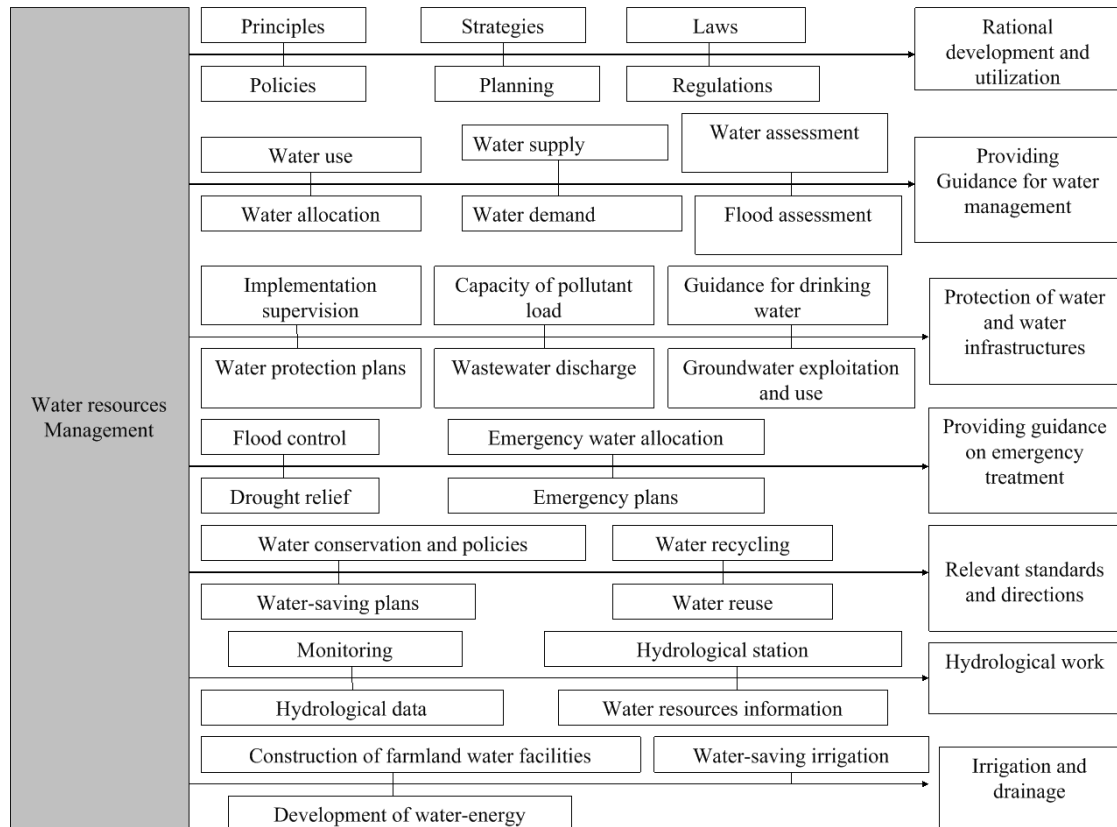 Principles
Strategies
Laws
Rational
development and
utilization
Policies
Planning
Regulations
Water use
Water supply
Water assessment
Providing
Guidance for water
management
Water allocation
Water demand
Flood assessment
Implementation
supervision
Capacity of pollutant
load
Guidance for drinking
water
Protection of water
and water
infrastructures
Water protection plans
Wastewater discharge
Groundwater exploitation
and use
Water resources
Management
Flood control
Emergency water allocation
Providing guidance
on emergency
treatment
Drought relief
Emergency plans
Water conservation and policies
Water recycling
Relevant standards
and directions
Water-saving plans
Water reuse
Monitoring
Hydrological station
Hydrological work
Hydrological data
Water resources information
Construction of farmland water facilities
Water-saving irrigation
Irrigation and
drainage
Development of water-energy